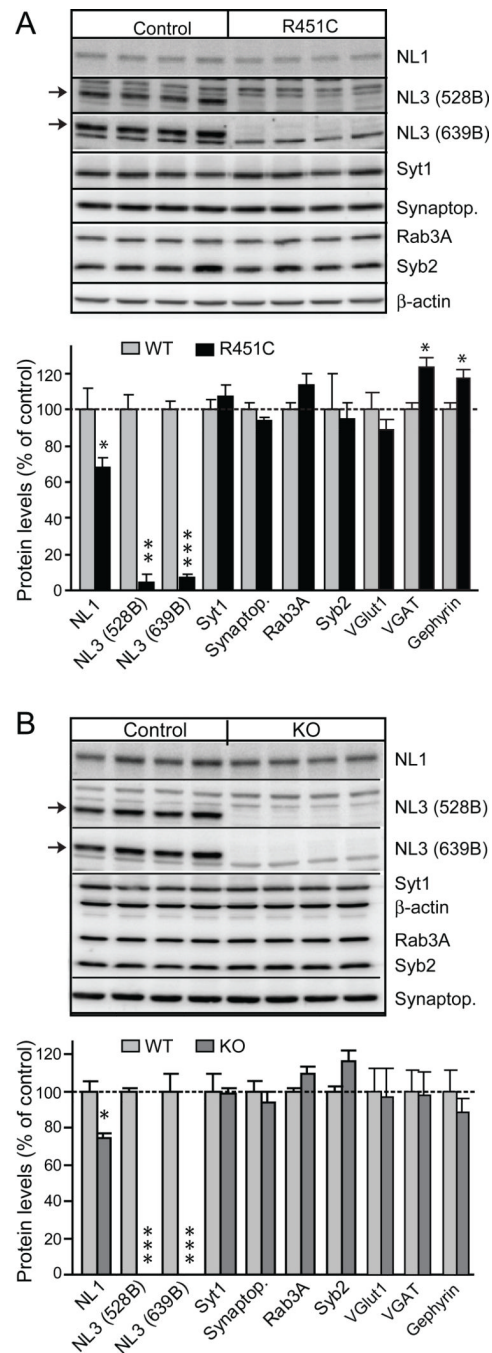 A
Control R451C
NL1
NL3 (528B)
NL3 (639B)
Syt1
Synaptop.
Rab3A
Syb2
β-actin
WT R451C
Protein levels (% of control)
120
100
80
60
40
20
0
*
**
***
*
*
NL1
NL3 (528B)
NL3 (639B)
Syt1
Synaptop.
Rab3A
Syb2
VGlut1
VGAT
Gephyrin
B
Control KO
NL1
NL3 (528B)
NL3 (639B)
Syt1
β-actin
Rab3A
Syb2
Synaptop.
WT KO
Protein levels (% of control)
120
100
80
60
40
20
0
*
***
***
NL1
NL3 (528B)
NL3 (639B)
Syt1
Synaptop.
Rab3A
Syb2
VGlut1
VGAT
Gephyrin